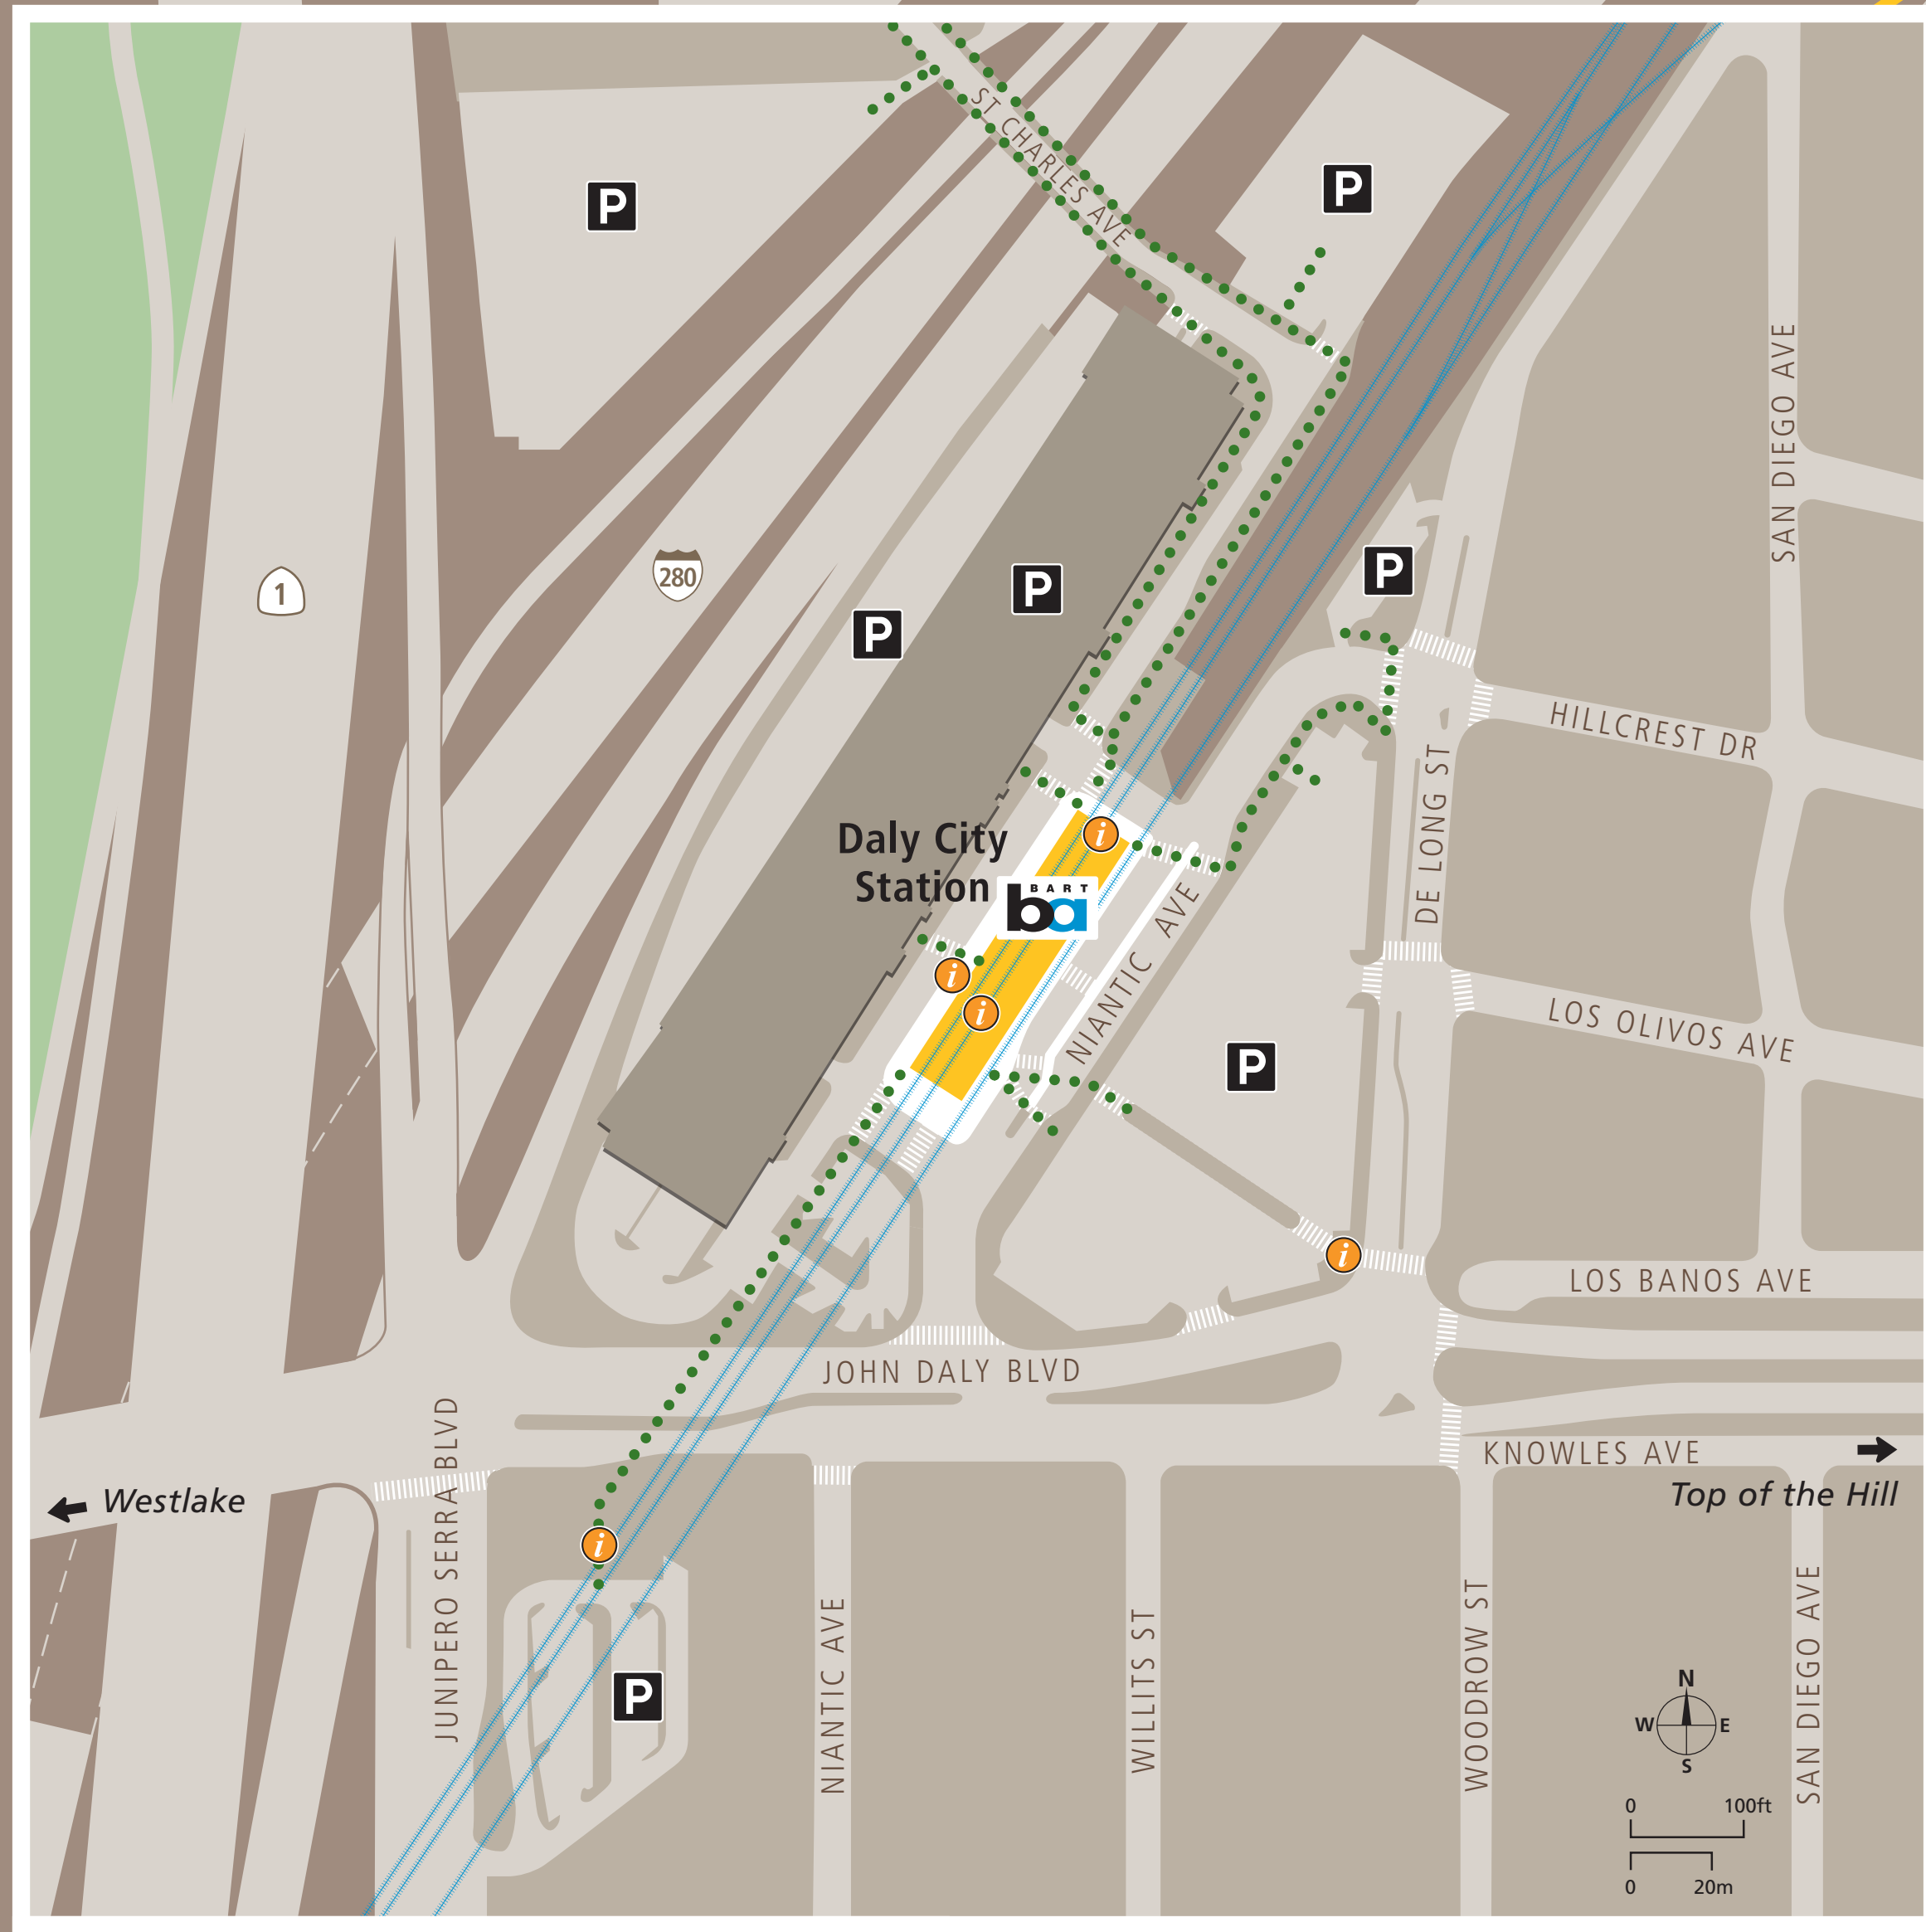 ST CHARLES AVE
P
P
SAN DIEGO AVE
280
1
P
P
P
HILLCREST DR
DE LONG ST
Daly City
Station
i
BART
ba
NIANTIC AVE
i
i
LOS OLIVOS AVE
P
i
LOS BANOS AVE
JOHN DALY BLVD
KNOWLES AVE
Westlake
Top of the Hill
JUNIPERO SERRA BLVD
i
P
NIANTIC AVE
WILLITS ST
WOODROW ST
SAN DIEGO AVE
N
W E
S
0 100ft
0 20m